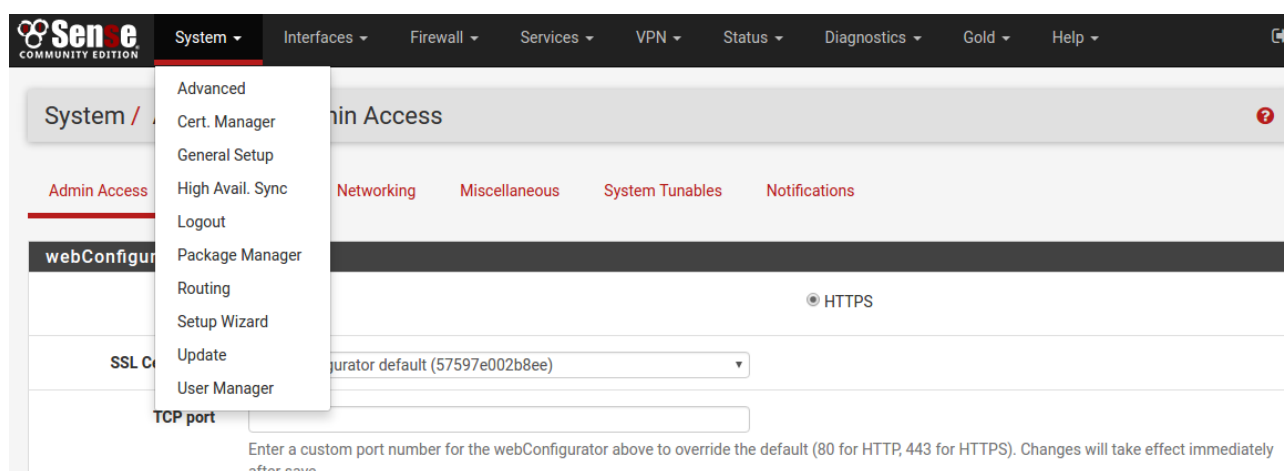 Sense
COMMUNITY EDITION
System Interfaces Firewall Services VPN Status Diagnostics Gold Help
Advanced
Cert. Manager
General Setup
High Avail. Sync
Logout
Package Manager
Routing
Setup Wizard
Update
User Manager
System / Access
Admin Access Networking Miscellaneous System Tunables Notifications
webConfigur
HTTPS
SSL default (57597e002b8ee)
TCP port
Enter a custom port number for the webConfigurator above to override the default (80 for HTTP, 443 for HTTPS). Changes will take effect immediately
after save